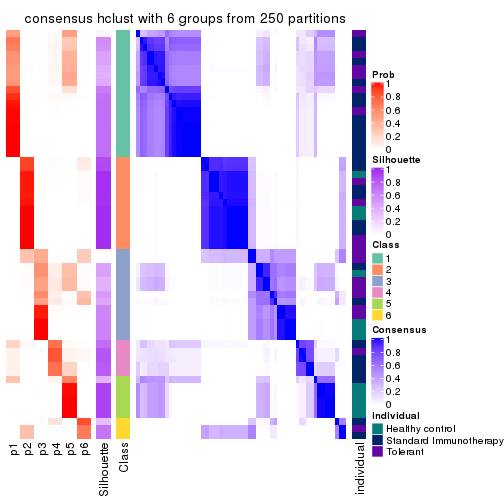 consensus hclust with 6 groups from 250 partitions
Prob
1
0.8
0.6
0.4
0.2
0
Silhouette
1
0.8
0.6
0.4
0.2
0
Class
1
2
3
4
5
6
Consensus
1
0.8
0.6
0.4
0.2
0
individual
Healthy control
Standard Immunotherapy
Tolerant
p1
p2
p3
p4
p5
p6
Silhouette
Class
individual